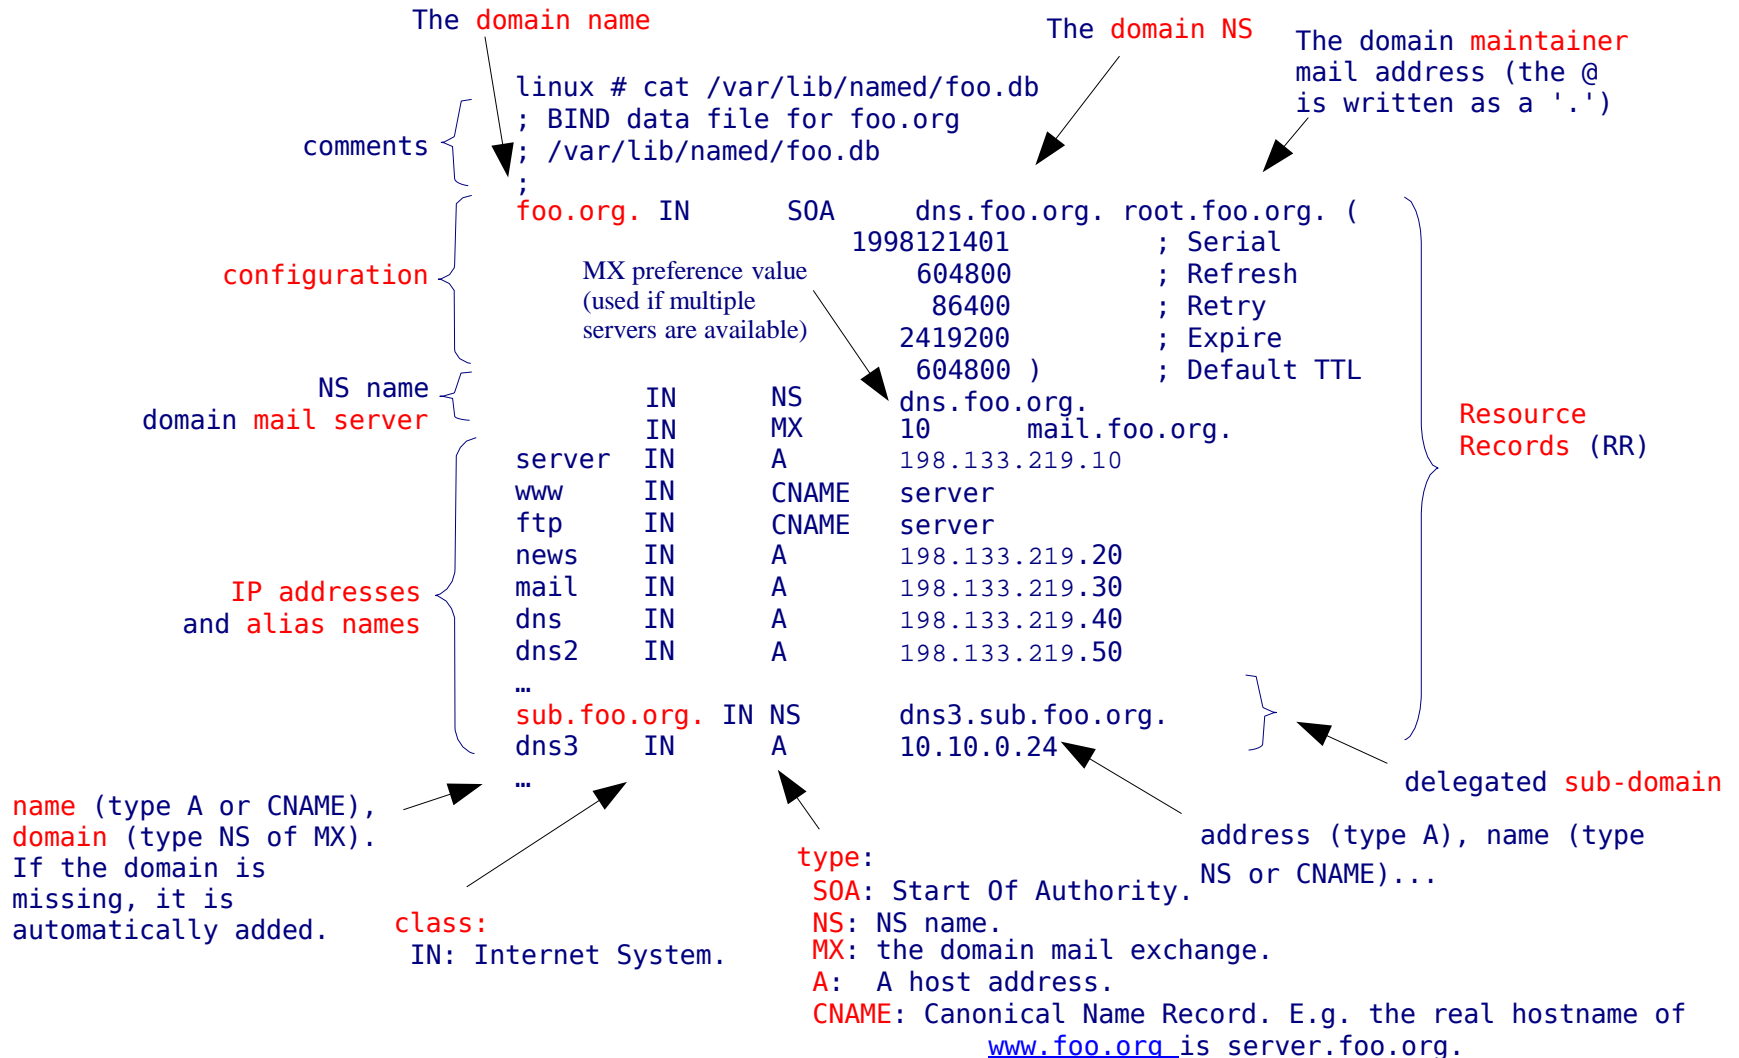 The domain name
The domain NS
The domain maintainer
mail address (the @
is written as a '.')
linux # cat /var/lib/named/foo.db
; BIND data file for foo.org
; /var/lib/named/foo.db
;
comments
foo.org. IN SOA dns.foo.org. root.foo.org. (
1998121401 ; Serial
604800 ; Refresh
86400 ; Retry
2419200 ; Expire
604800 ) ; Default TTL
configuration
MX preference value
(used if multiple
servers are available)
NS name
domain mail server
IN NS dns.foo.org.
IN MX 10 mail.foo.org.
server IN A 198.133.219.10
www IN CNAME server
ftp IN CNAME server
news IN A 198.133.219.20
mail IN A 198.133.219.30
dns IN A 198.133.219.40
dns2 IN A 198.133.219.50
…
sub.foo.org. IN NS dns3.sub.foo.org.
dns3 IN A 10.10.0.24
…
IP addresses
and alias names
Resource
Records (RR)
delegated sub-domain
name (type A or CNAME),
domain (type NS of MX).
If the domain is
missing, it is
automatically added.
class:
IN: Internet System.
type:
SOA: Start Of Authority.
NS: NS name.
MX: the domain mail exchange.
A: A host address.
CNAME: Canonical Name Record. E.g. the real hostname of
www.foo.org is server.foo.org.
address (type A), name (type
NS or CNAME)...